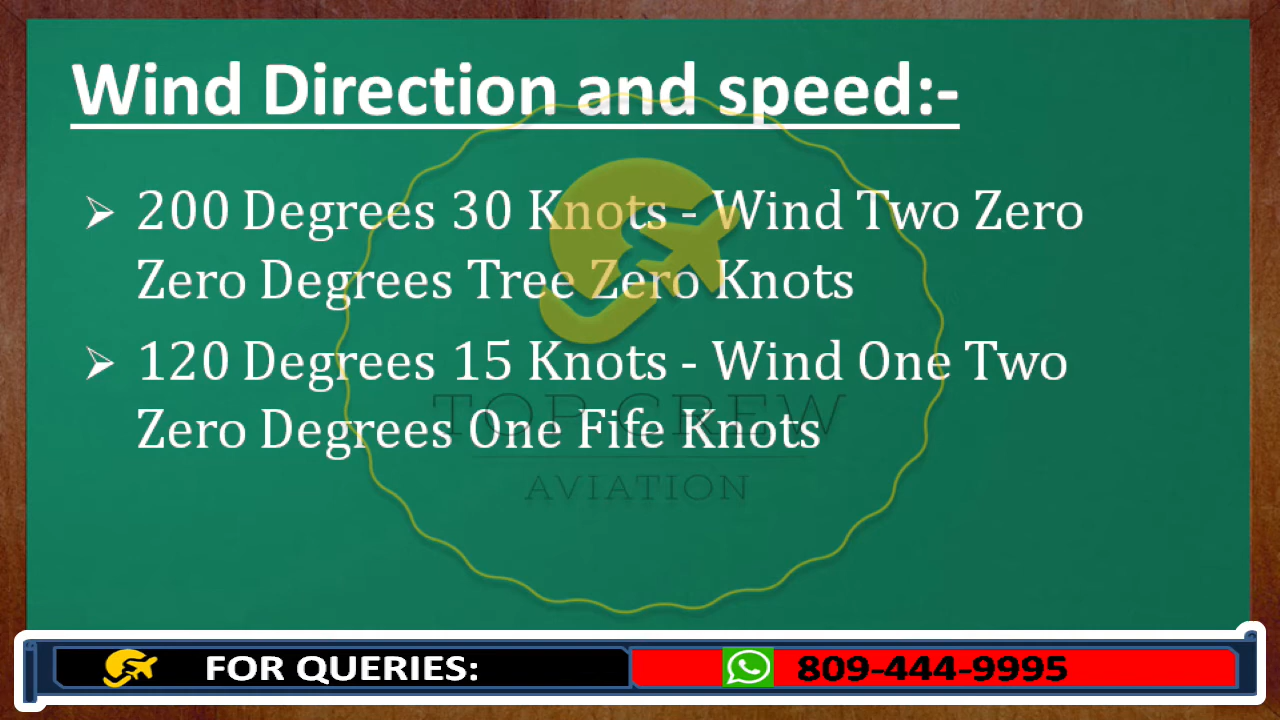 Wind Direction and speed:-
➢ 200 Degrees 30 Knots - Wind Two Zero
Zero Degrees Tree Zero Knots
➢ 120 Degrees 15 Knots - Wind One Two
Zero Degrees One Fife Knots
TOP CREW
AVIATION
FOR QUERIES: 809-444-9995